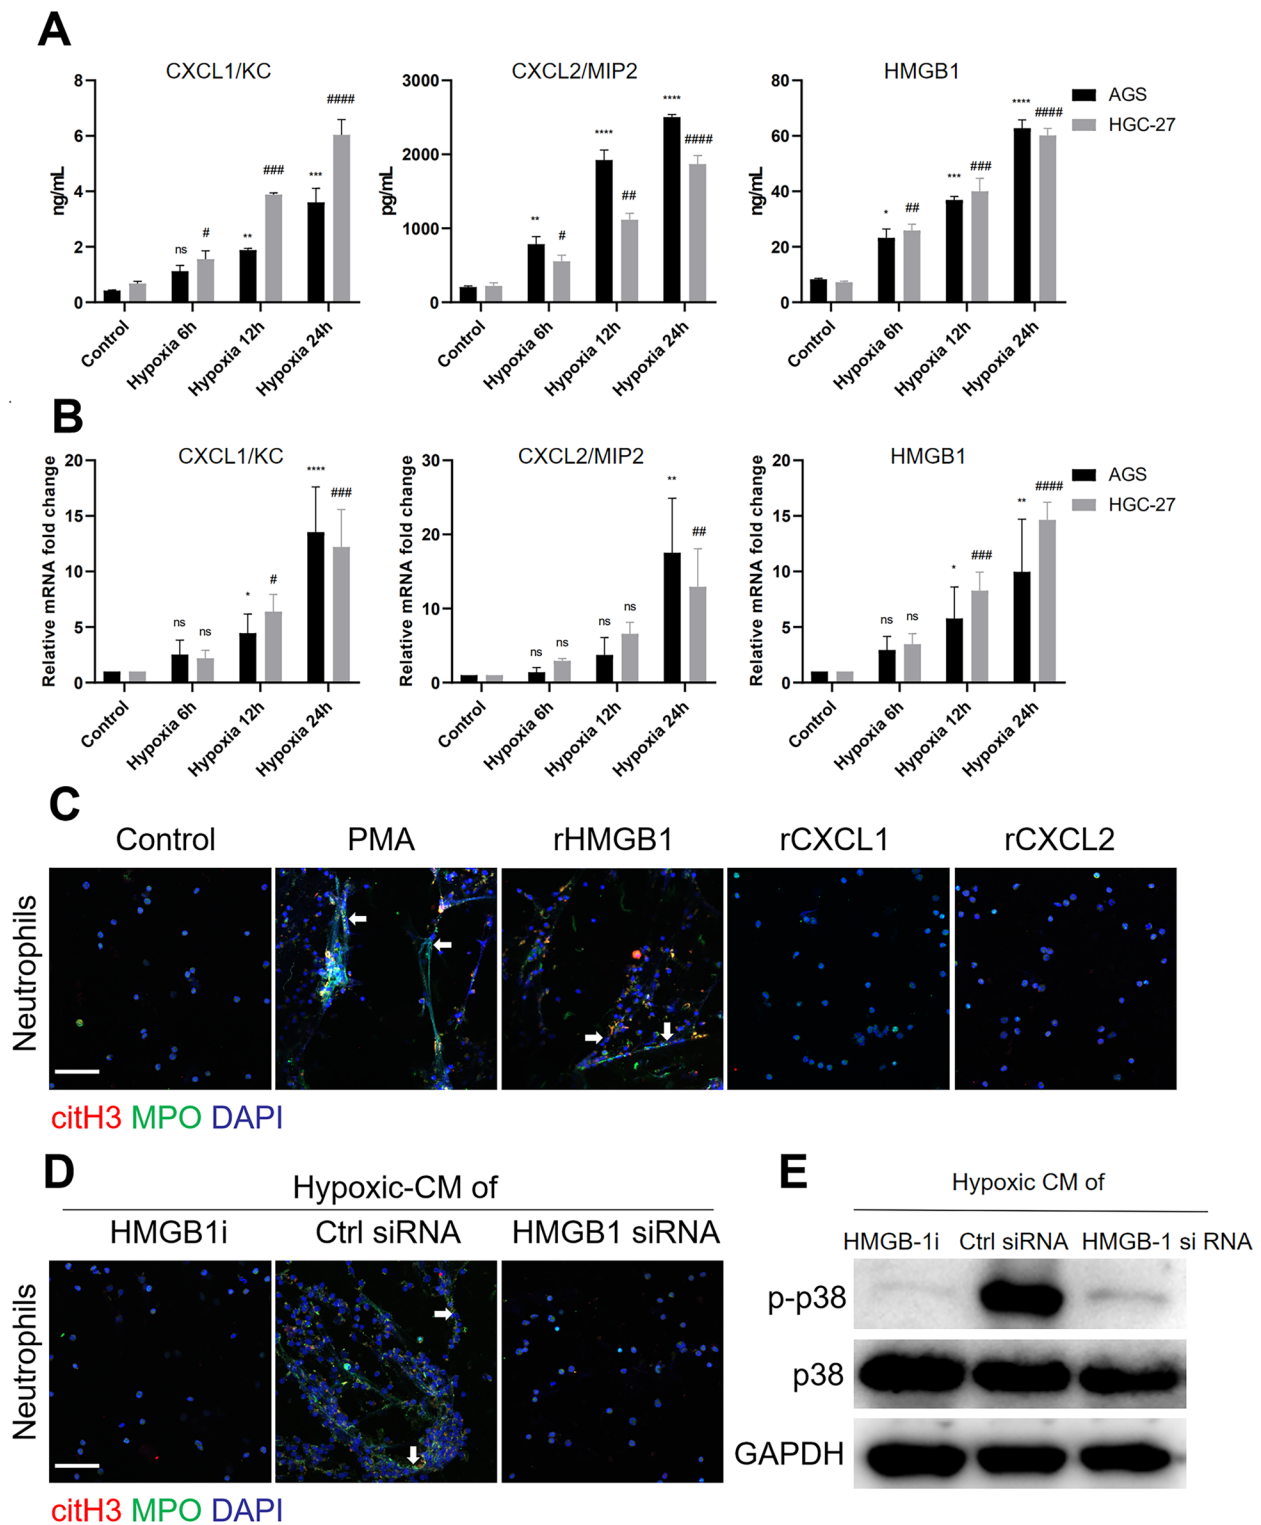 A
CXCL1/KC
CXCL2/MIP2
HMGB1
8
6
4
2
0
ng/mL
ns
#
**
###
***
####
Control
Hypoxia 6h
Hypoxia 12h
Hypoxia 24h
3000
2000
1000
0
pg/mL
**
#
****
##
****
####
Control
Hypoxia 6h
Hypoxia 12h
Hypoxia 24h
80
60
40
20
0
ng/mL
*
##
***
###
****
####
Control
Hypoxia 6h
Hypoxia 12h
Hypoxia 24h
AGS
HGC-27
B
CXCL1/KC
CXCL2/MIP2
HMGB1
20
15
10
5
0
Relative mRNA fold change
ns
ns
*
#
****
###
Control
Hypoxia 6h
Hypoxia 12h
Hypoxia 24h
30
20
10
0
Relative mRNA fold change
ns
ns
ns
ns
**
##
Control
Hypoxia 6h
Hypoxia 12h
Hypoxia 24h
20
15
10
5
0
Relative mRNA fold change
ns
ns
*
###
**
####
Control
Hypoxia 6h
Hypoxia 12h
Hypoxia 24h
AGS
HGC-27
C
Control PMA rHMGB1 rCXCL1 rCXCL2
Neutrophils
citH3 MPO DAPI
D
Hypoxic-CM of
HMGB1i Ctrl siRNA HMGB1 siRNA
Neutrophils
citH3 MPO DAPI
E
Hypoxic CM of
HMGB-1i Ctrl siRNA HMGB-1 si RNA
p-p38
p38
GAPDH